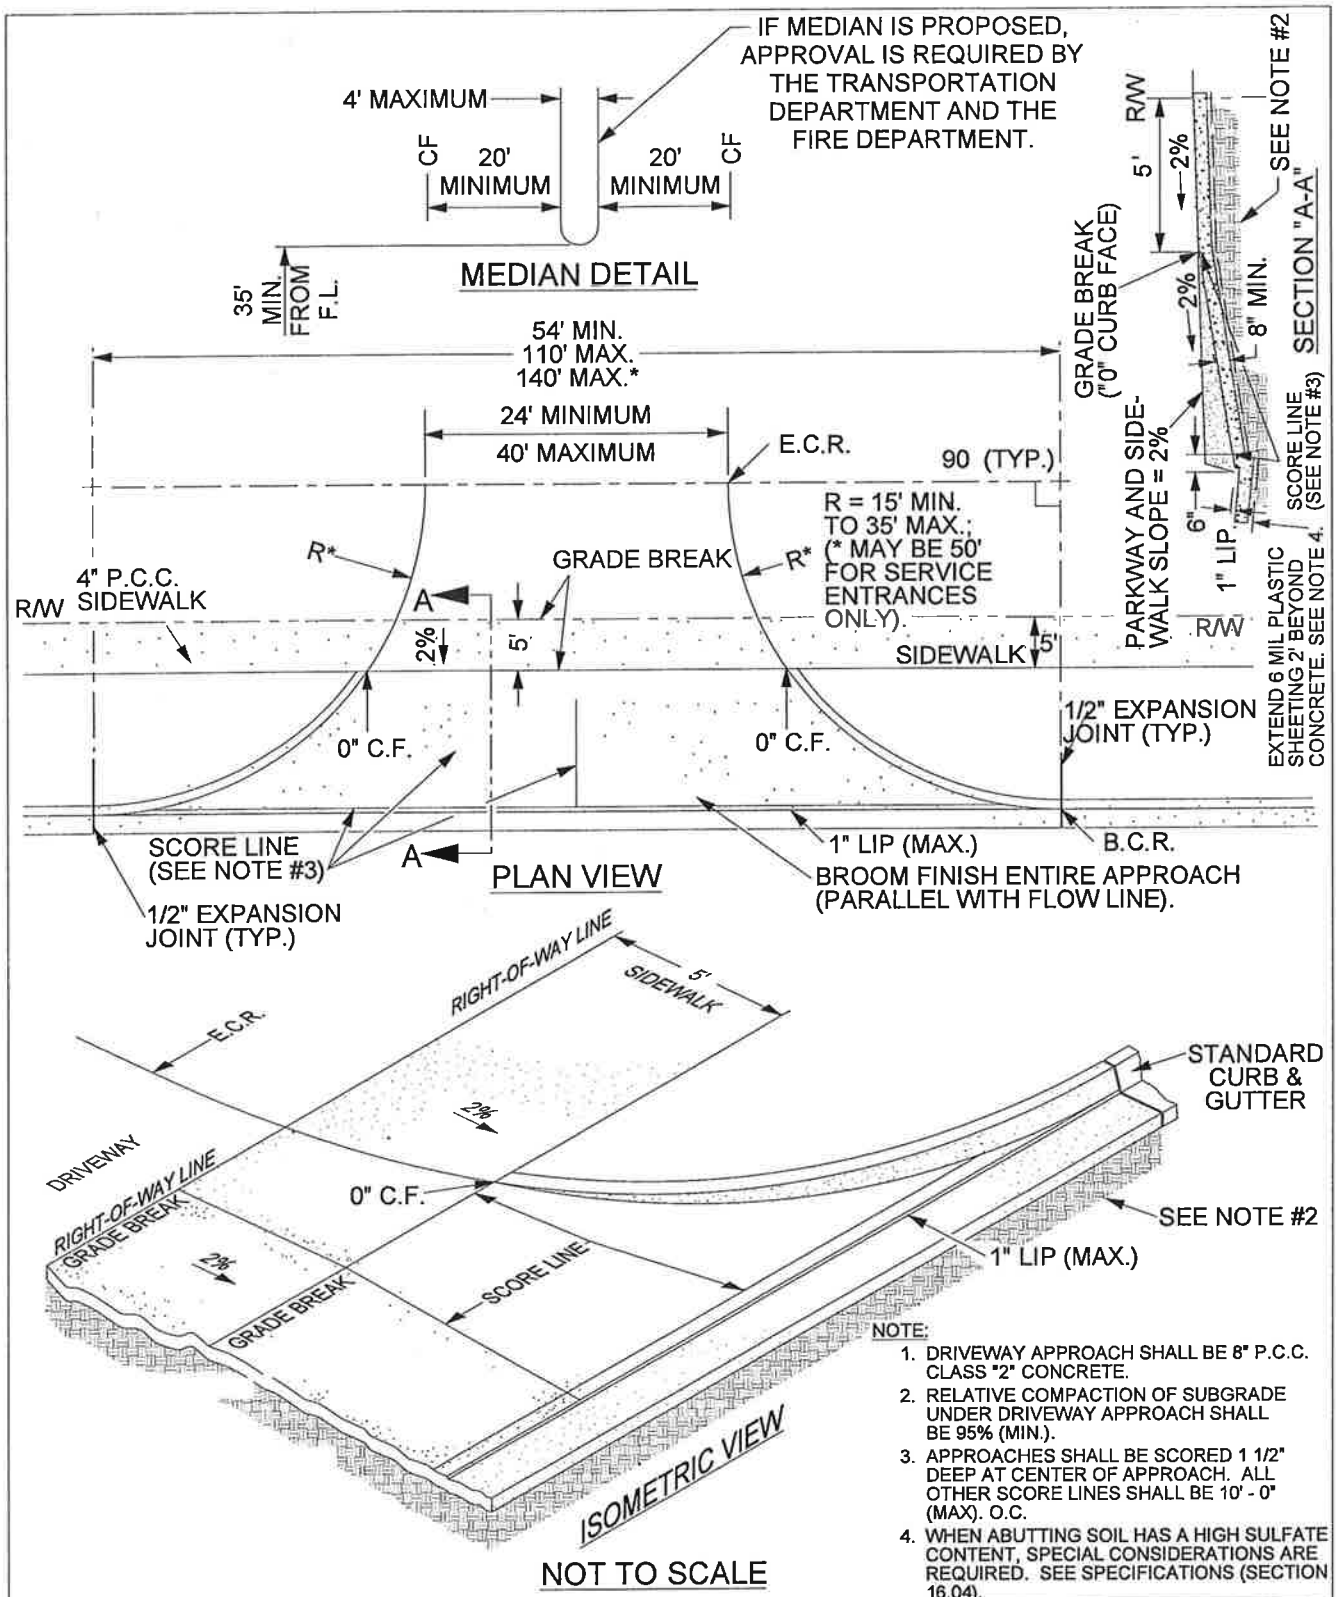 IF MEDIAN IS PROPOSED,
APPROVAL IS REQUIRED BY
THE TRANSPORTATION
DEPARTMENT AND THE
FIRE DEPARTMENT.
4' MAXIMUM
CF
20'
MINIMUM
20'
MINIMUM
CF
35'
MIN.
FROM
F.L.
MEDIAN DETAIL
R/W
5'
2%
SEE NOTE #2
GRADE BREAK
("0" CURB FACE)
2%
8" MIN.
SECTION "A-A"
PARKWAY AND SIDE-
WALK SLOPE = 2%
6"
1" LIP
SCORE LINE
(SEE NOTE #3)
EXTEND 6 MIL PLASTIC
SHEETING 2' BEYOND
CONCRETE. SEE NOTE 4.
54' MIN.
110' MAX.
140' MAX.*
24' MINIMUM
40' MAXIMUM
E.C.R.
90 (TYP.)
R*
R*
R = 15' MIN.
TO 35' MAX.;
(* MAY BE 50'
FOR SERVICE
ENTRANCES
ONLY).
GRADE BREAK
4" P.C.C.
SIDEWALK
R/W
A
2%
5'
SIDEWALK
5'
R/W
0" C.F.
0" C.F.
1/2" EXPANSION
JOINT (TYP.)
SCORE LINE
(SEE NOTE #3)
A
1" LIP (MAX.)
B.C.R.
PLAN VIEW
BROOM FINISH ENTIRE APPROACH
(PARALLEL WITH FLOW LINE).
1/2" EXPANSION
JOINT (TYP.)
RIGHT-OF-WAY LINE
5'
SIDEWALK
E.C.R.
STANDARD
CURB &
GUTTER
2%
DRIVEWAY
RIGHT-OF-WAY LINE
GRADE BREAK
0" C.F.
SEE NOTE #2
2%
1" LIP (MAX.)
SCORE LINE
GRADE BREAK
ISOMETRIC VIEW
NOT TO SCALE
NOTE:
1. DRIVEWAY APPROACH SHALL BE 8" P.C.C.
CLASS "2" CONCRETE.
2. RELATIVE COMPACTION OF SUBGRADE
UNDER DRIVEWAY APPROACH SHALL
BE 95% (MIN.).
3. APPROACHES SHALL BE SCORED 1 1/2"
DEEP AT CENTER OF APPROACH. ALL
OTHER SCORE LINES SHALL BE 10' - 0"
(MAX). O.C.
4. WHEN ABUTTING SOIL HAS A HIGH SULFATE
CONTENT, SPECIAL CONSIDERATIONS ARE
REQUIRED. SEE SPECIFICATIONS (SECTION
16.04).